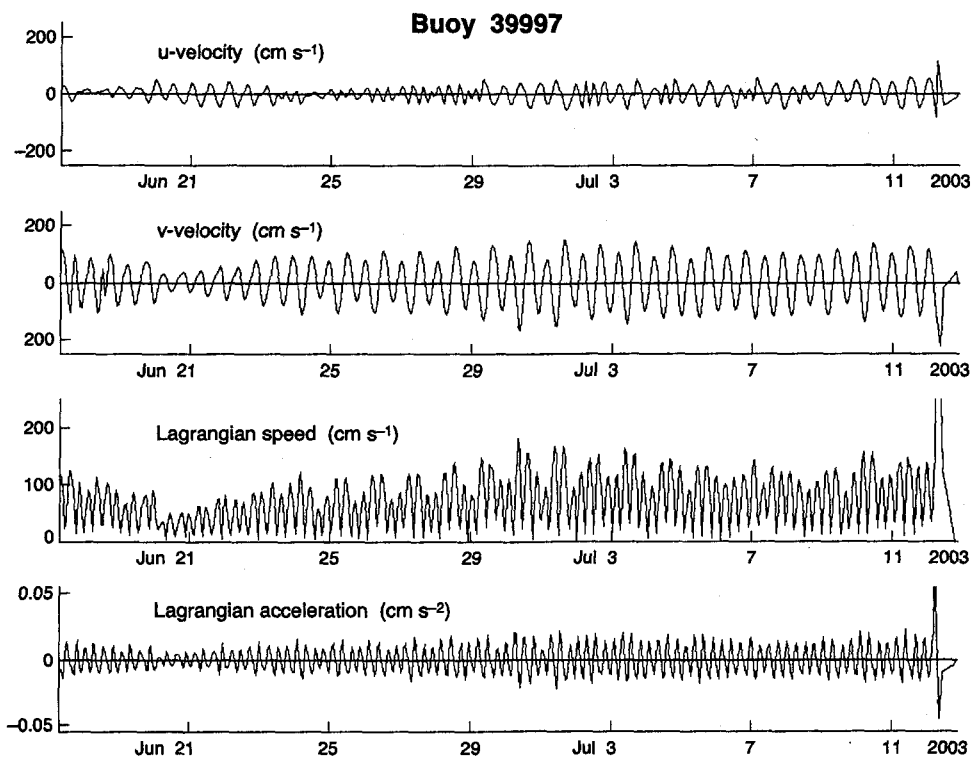 Buoy 39997
200
u-velocity (cm s⁻¹)
0
−200
Jun 21 25 29 Jul 3 7 11 2003
200
v-velocity (cm s⁻¹)
0
200
Jun 21 25 29 Jul 3 7 11 2003
200
Lagrangian speed (cm s⁻¹)
100
0
Jun 21 25 29 Jul 3 7 11 2003
0.05
Lagrangian acceleration (cm s⁻²)
0
−0.05
Jun 21 25 29 Jul 3 7 11 2003